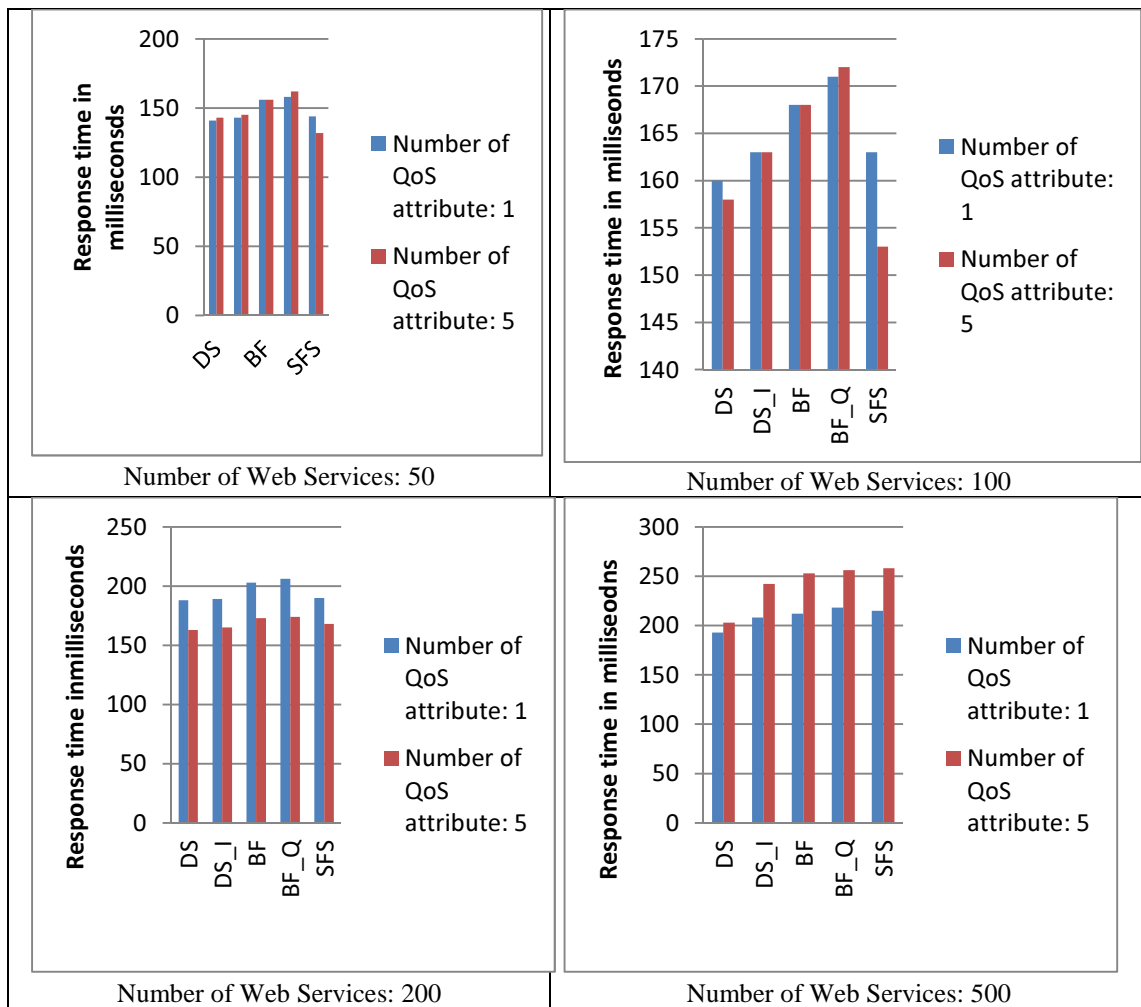 200
150
100
50
0
Response time in
milliseconsds
DS
BF
SFS
Number of
QoS
attribute: 1
Number of
QoS
attribute: 5
Number of Web Services: 50
175
170
165
160
155
150
145
140
Response time in milliseonds
DS
DS_I
BF
BF_Q
SFS
Number of
QoS attribute:
1
Number of
QoS attribute:
5
Number of Web Services: 100
250
200
150
100
50
0
Response time inmilliseconds
DS
DS_I
BF
BF_Q
SFS
Number of
QoS
attribute: 1
Number of
QoS
attribute: 5
Number of Web Services: 200
300
250
200
150
100
50
0
Response time in milliseodns
DS
DS_I
BF
BF_Q
SFS
Number of
QoS
attribute: 1
Number of
QoS
attribute: 5
Number of Web Services: 500